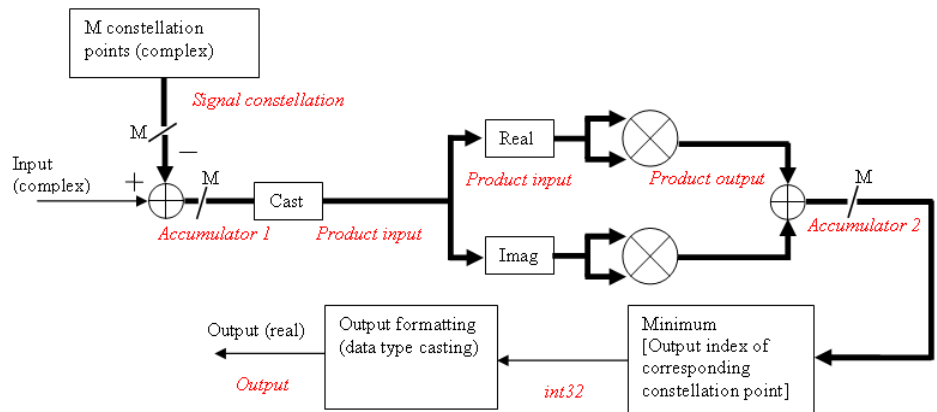 M constellation
points (complex)
Signal constellation
M
−
Input
(complex)
+
M
Cast
Accumulator 1
Product input
Real
Product input
Product output
M
Accumulator 2
Imag
Output (real)
Output
Output formatting
(data type casting)
int32
Minimum
[Output index of
corresponding
constellation point]